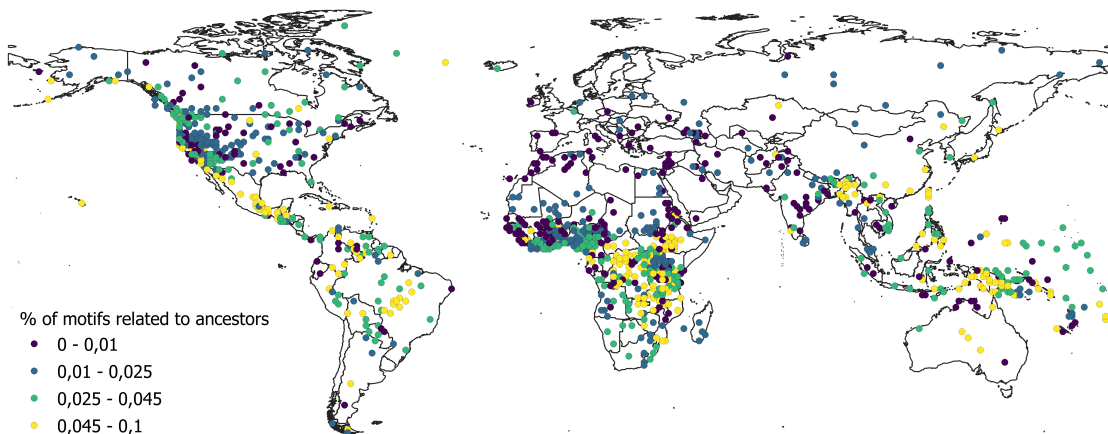 % of motifs related to ancestors
0 - 0,01
0,01 - 0,025
0,025 - 0,045
0,045 - 0,1